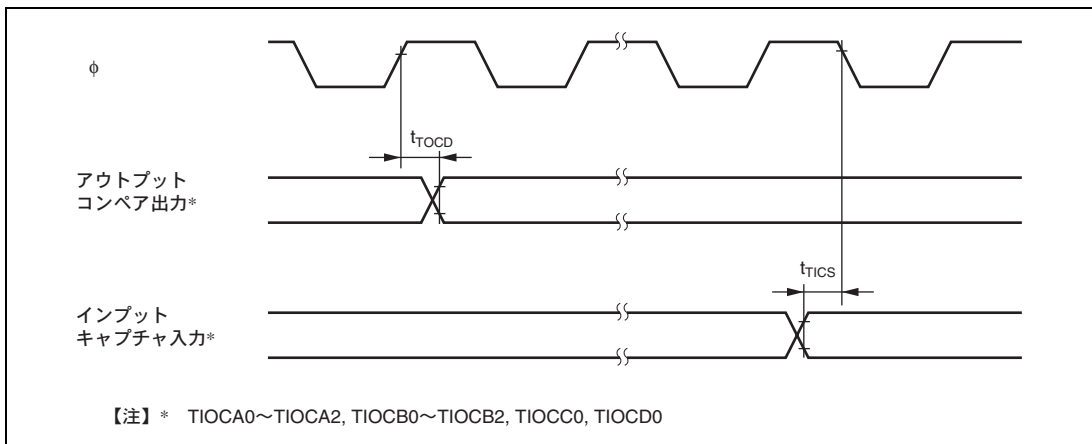 φ
tTOCD
アウトプット
コンペア出力*
tTICS
インプット
キャプチャ入力*
【注】* TIOCA0～TIOCA2, TIOCB0～TIOCB2, TIOCC0, TIOCD0